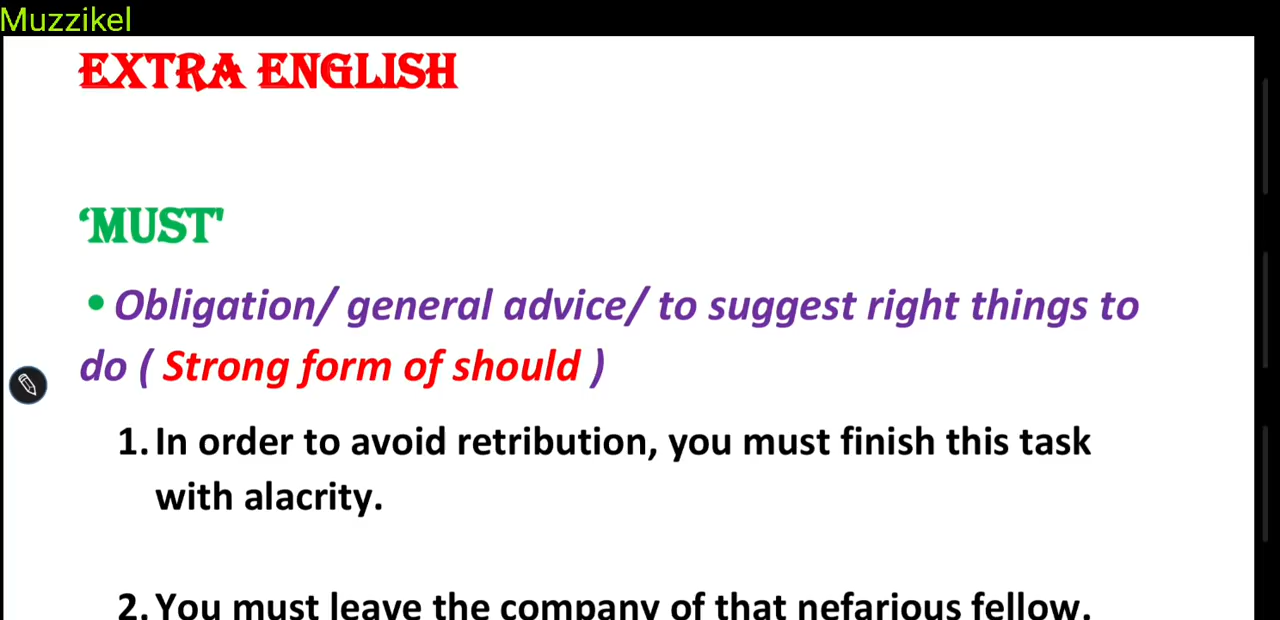 Muzzikel
EXTRA ENGLISH
‘MUST'
• Obligation/ general advice/ to suggest right things to
do ( Strong form of should )
1. In order to avoid retribution, you must finish this task
with alacrity.
2. You must leave the company of that nefarious fellow.